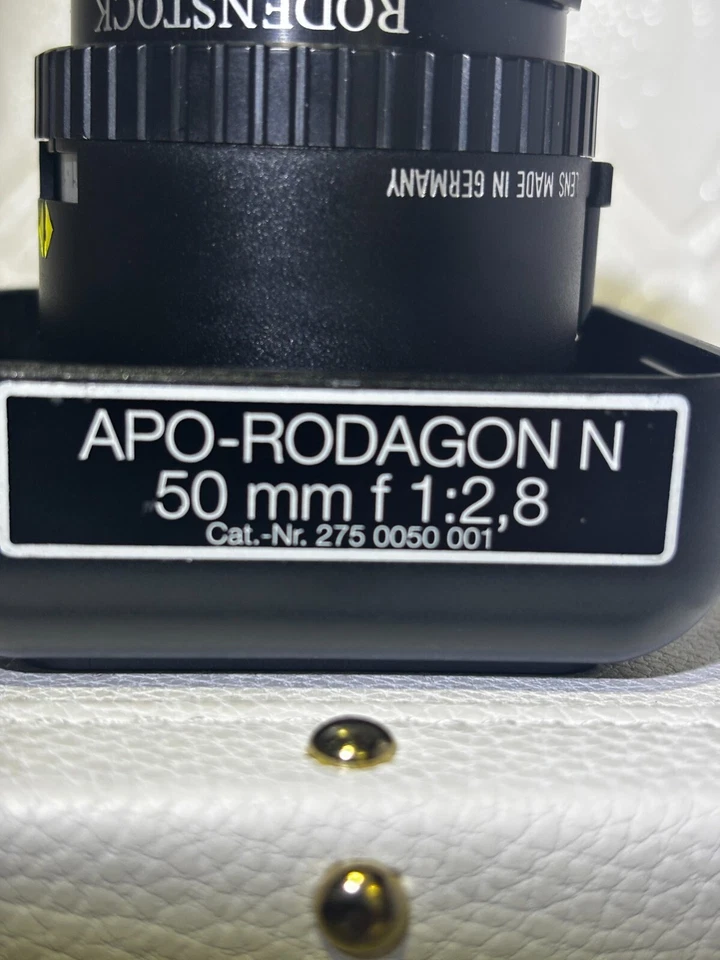 RODENSTOCK
LENS MADE IN GERMANY
APO-RODAGON N
50 mm f 1:2,8
Cat.-Nr. 275 0050 001